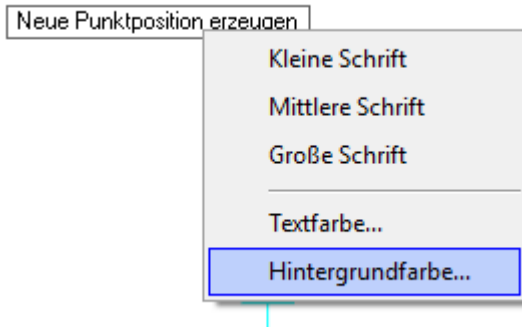 Neue Punktposition erzeugen
Kleine Schrift
Mittlere Schrift
Große Schrift
Textfarbe...
Hintergrundfarbe...